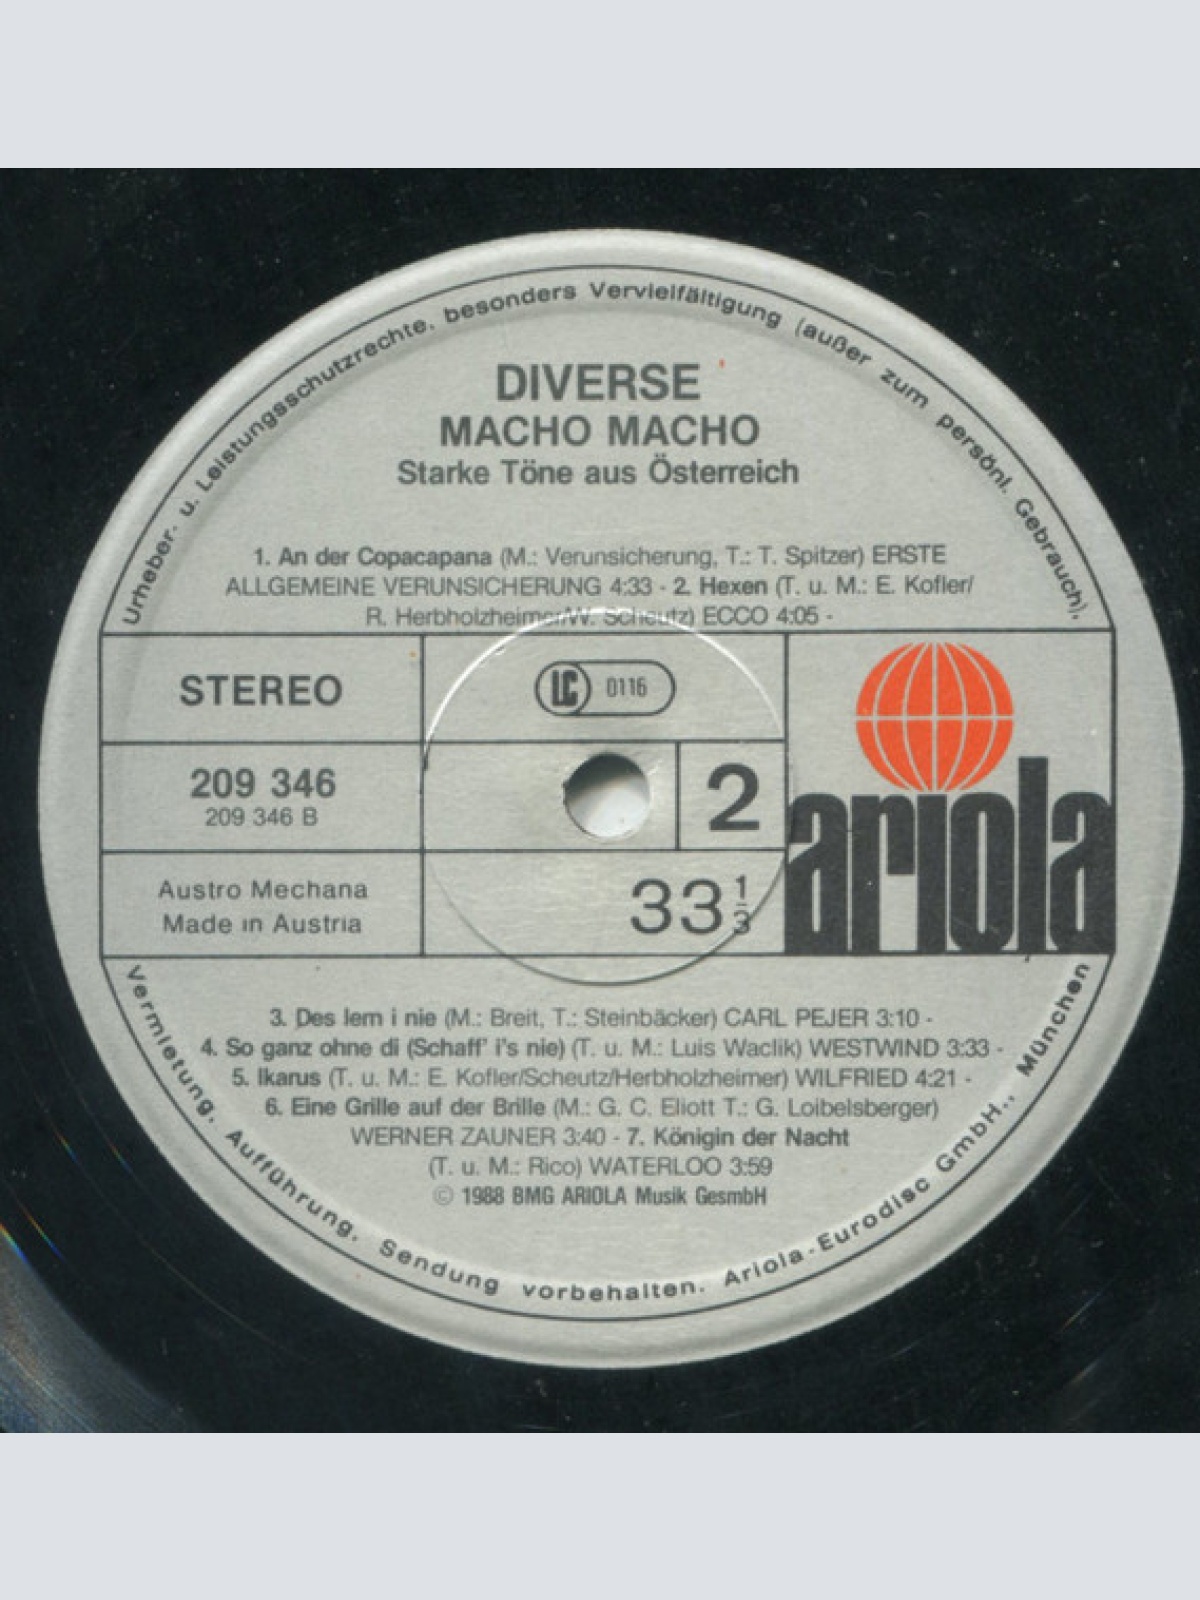 Urheber- u. Leistungsschutzrechte, besonders Vervielfältigung (außer zum persönl. Gebrauch),
DIVERSE
MACHO MACHO
Starke Töne aus Österreich
1. An der Copacapana (M.: Verunsicherung, T.: T. Spitzer) ERSTE
ALLGEMEINE VERUNSICHERUNG 4:33 - 2. Hexen (T. u. M.: E. Kofler/
R. Herbholzheimer/W. Scheutz) ECCO 4:05 -
STEREO
LC 0116
209 346
209 346 B
2
ariola
Austro Mechana
Made in Austria
33 1/3
3. Des lern i nie (M.: Breit, T.: Steinbäcker) CARL PEJER 3:10 -
4. So ganz ohne di (Schaff' i's nie) (T. u. M.: Luis Waclik) WESTWIND 3:33 -
5. Ikarus (T. u. M.: E. Kofler/Scheutz/Herbholzheimer) WILFRIED 4:21 -
6. Eine Grille auf der Brille (M.: G. C. Eliott T.: G. Loibelsberger)
WERNER ZAUNER 3:40 - 7. Königin der Nacht
(T. u. M.: Rico) WATERLOO 3:59
© 1988 BMG ARIOLA Musik GesmbH
Vermietung, Aufführung, Sendung vorbehalten. Ariola-Eurodisc GmbH., München